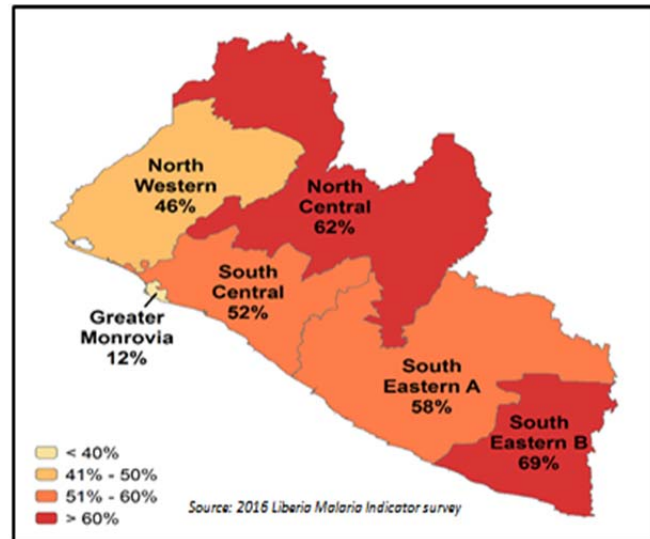 North
Western
46%
North
Central
62%
South
Central
52%
Greater
Monrovia
12%
South
Eastern A
58%
South
Eastern B
69%
< 40%
41% - 50%
51% - 60%
> 60%
Source: 2016 Liberia Malaria Indicator survey